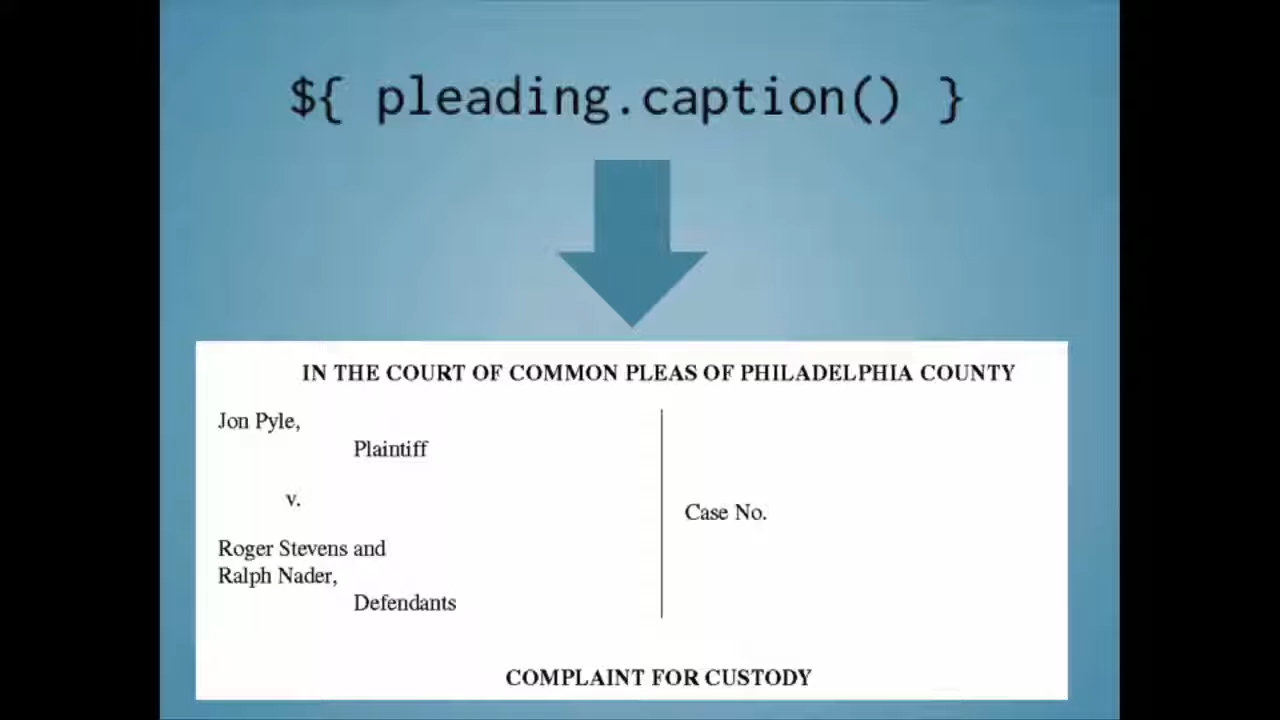 ${ pleading.caption() }
IN THE COURT OF COMMON PLEAS OF PHILADELPHIA COUNTY
Jon Pyle,
Plaintiff
v.
Case No.
Roger Stevens and
Ralph Nader,
Defendants
COMPLAINT FOR CUSTODY